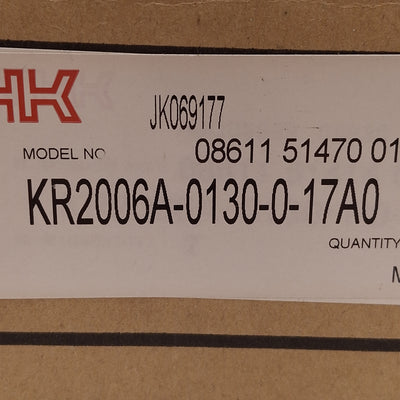 HK
JK069177
MODEL NO
08611 51470 01
KR2006A-0130-0-17A0
QUANTITY
M